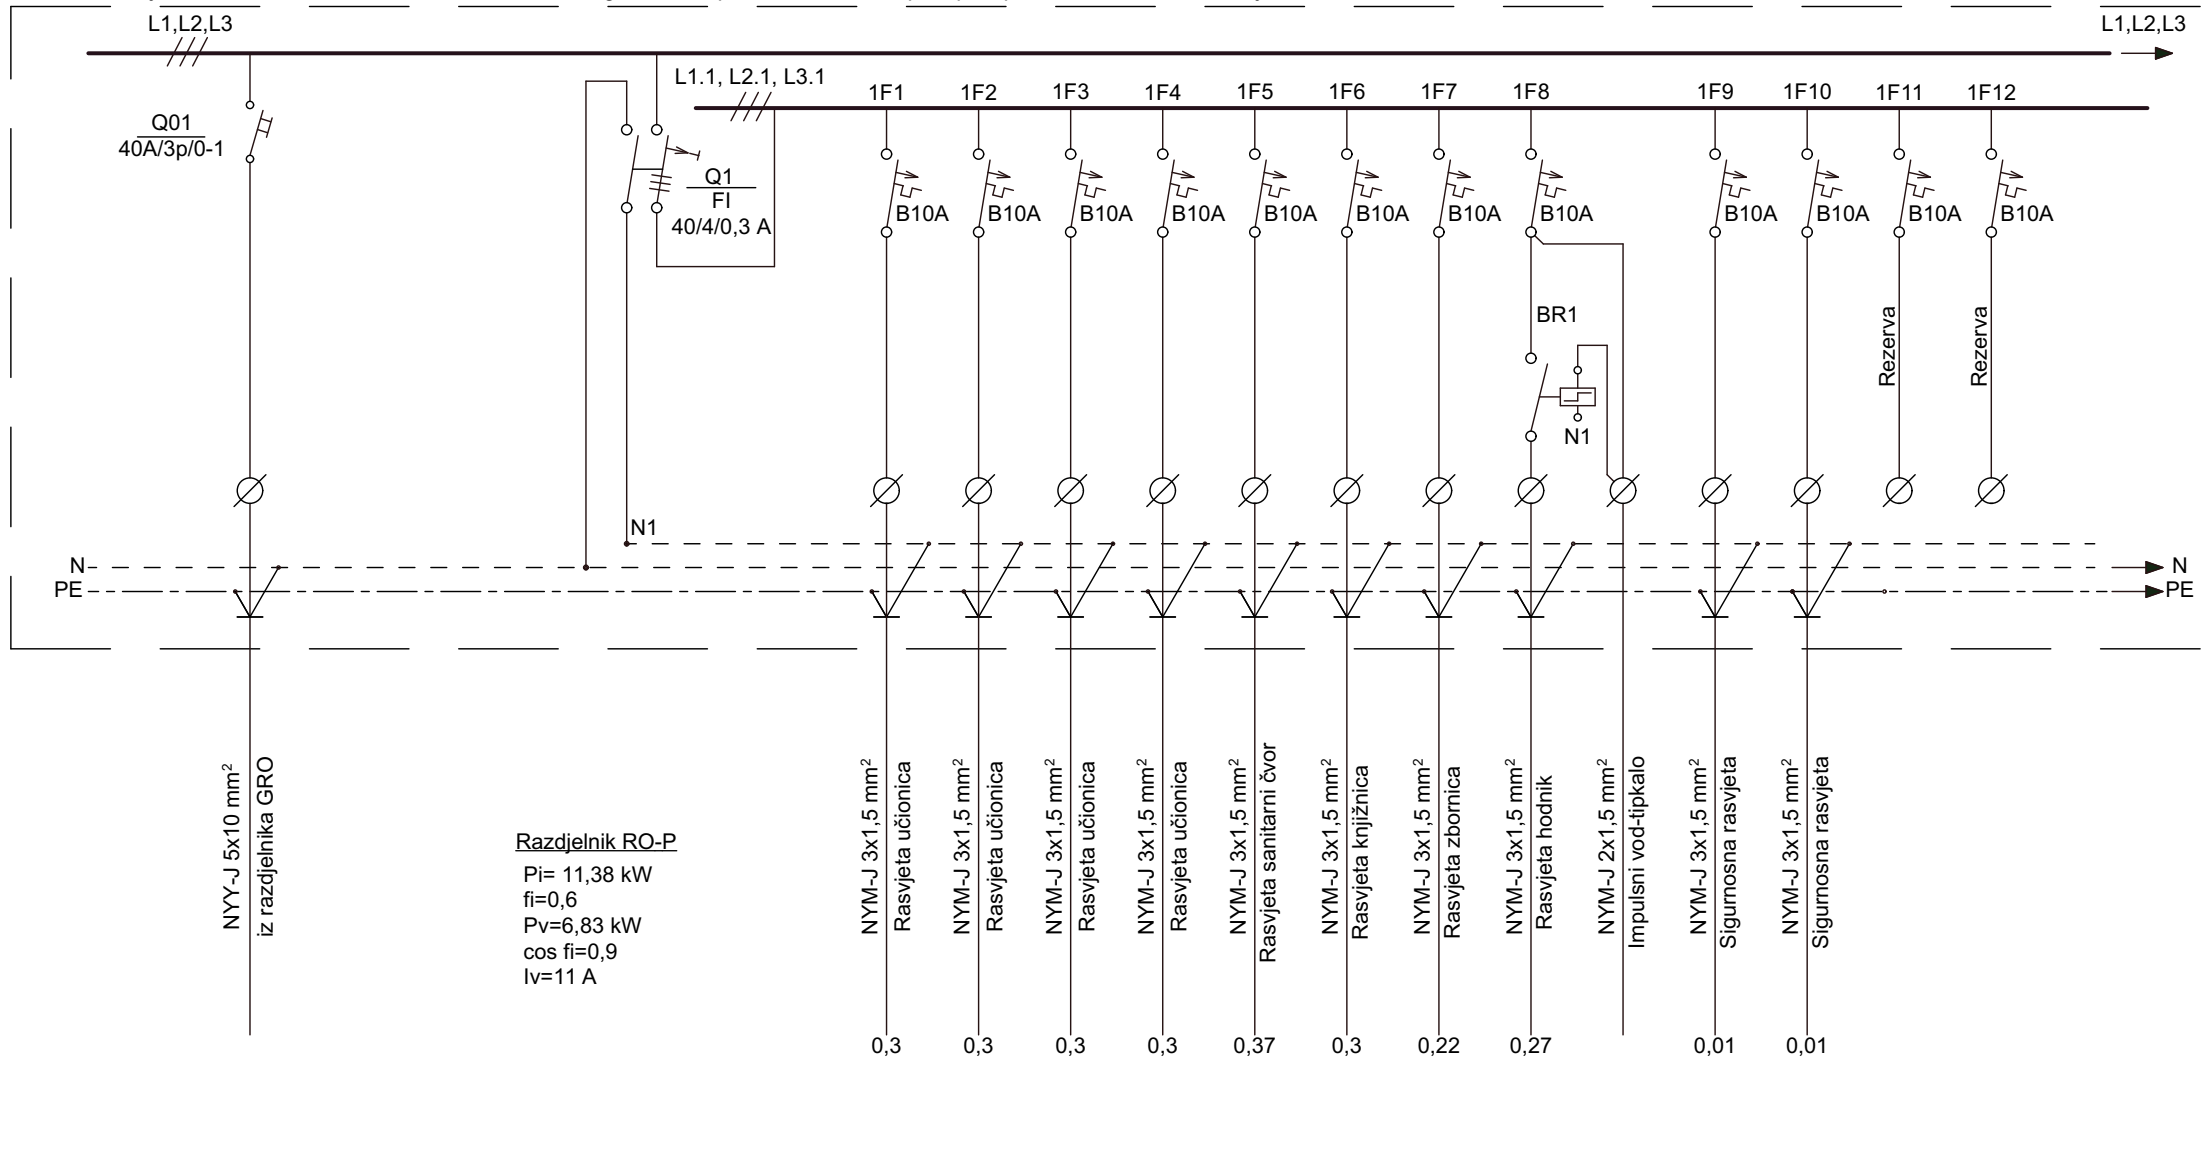 L1,L2,L3
L1,L2,L3
L1.1, L2.1, L3.1
1F1
1F2
1F3
1F4
1F5
1F6
1F7
1F8
1F9
1F10
1F11
1F12
Q01
40A/3p/0-1
Q1
FI
40/4/0,3 A
B10A
B10A
B10A
B10A
B10A
B10A
B10A
B10A
B10A
B10A
B10A
B10A
BR1
Rezerva
Rezerva
N1
N1
N
N
PE
PE
NYY-J 5x10 mm²
iz razdjelnika GRO
Razdjelnik RO-P
Pi= 11,38 kW
fi=0,6
Pv=6,83 kW
cos fi=0,9
Iv=11 A
NYM-J 3x1,5 mm²
Rasvjeta učionica
NYM-J 3x1,5 mm²
Rasvjeta učionica
NYM-J 3x1,5 mm²
Rasvjeta učionica
NYM-J 3x1,5 mm²
Rasvjeta učionica
NYM-J 3x1,5 mm²
Rasvjeta sanitarni čvor
NYM-J 3x1,5 mm²
Rasvjeta knjižnica
NYM-J 3x1,5 mm²
Rasvjeta zbornica
NYM-J 3x1,5 mm²
Rasvjeta hodnik
NYM-J 2x1,5 mm²
Impulsni vod-tipkalo
NYM-J 3x1,5 mm²
Sigurnosna rasvjeta
NYM-J 3x1,5 mm²
Sigurnosna rasvjeta
0,3
0,3
0,3
0,3
0,37
0,3
0,22
0,27
0,01
0,01